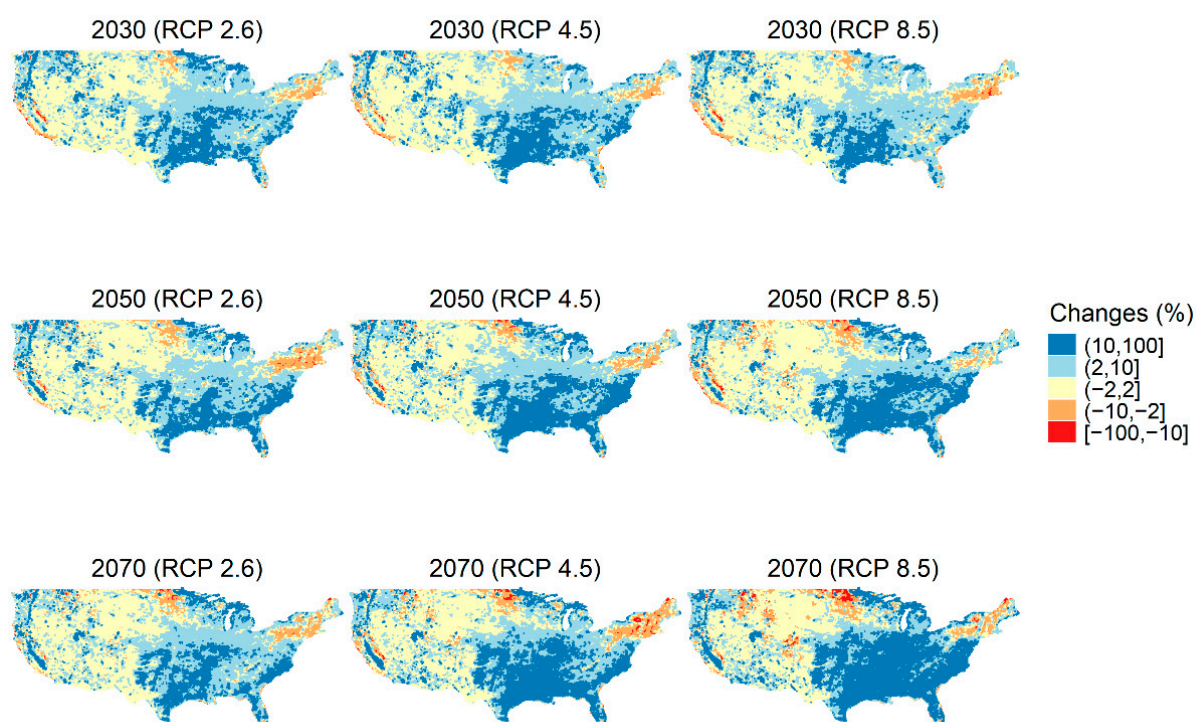 2030 (RCP 2.6)
2030 (RCP 4.5)
2030 (RCP 8.5)
2050 (RCP 2.6)
2050 (RCP 4.5)
2050 (RCP 8.5)
Changes (%)
(10,100]
(2,10]
(−2,2]
(−10,−2]
[−100,−10]
2070 (RCP 2.6)
2070 (RCP 4.5)
2070 (RCP 8.5)